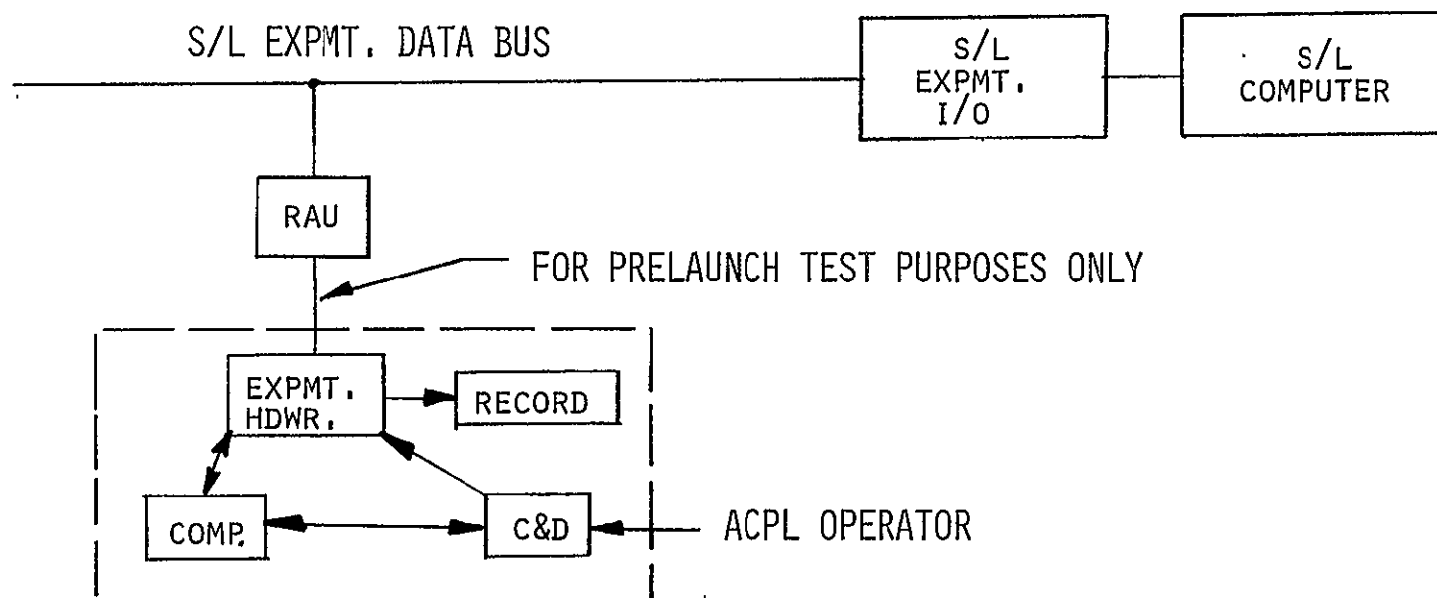 S/L EXPMT. DATA BUS
S/L
EXPMT.
I/O
S/L
COMPUTER
RAU
FOR PRELAUNCH TEST PURPOSES ONLY
EXPMT.
HDWR.
RECORD
COMP.
C&D
ACPL OPERATOR